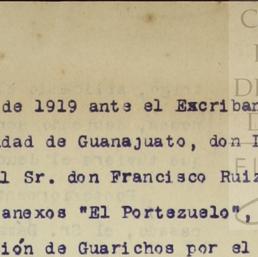 de 1919 ante el Escriban
dad de Guanajuato, don I
l Sr. don Francisco Ruiz
anexos "El Portezuelo",
ión de Guarichos por el